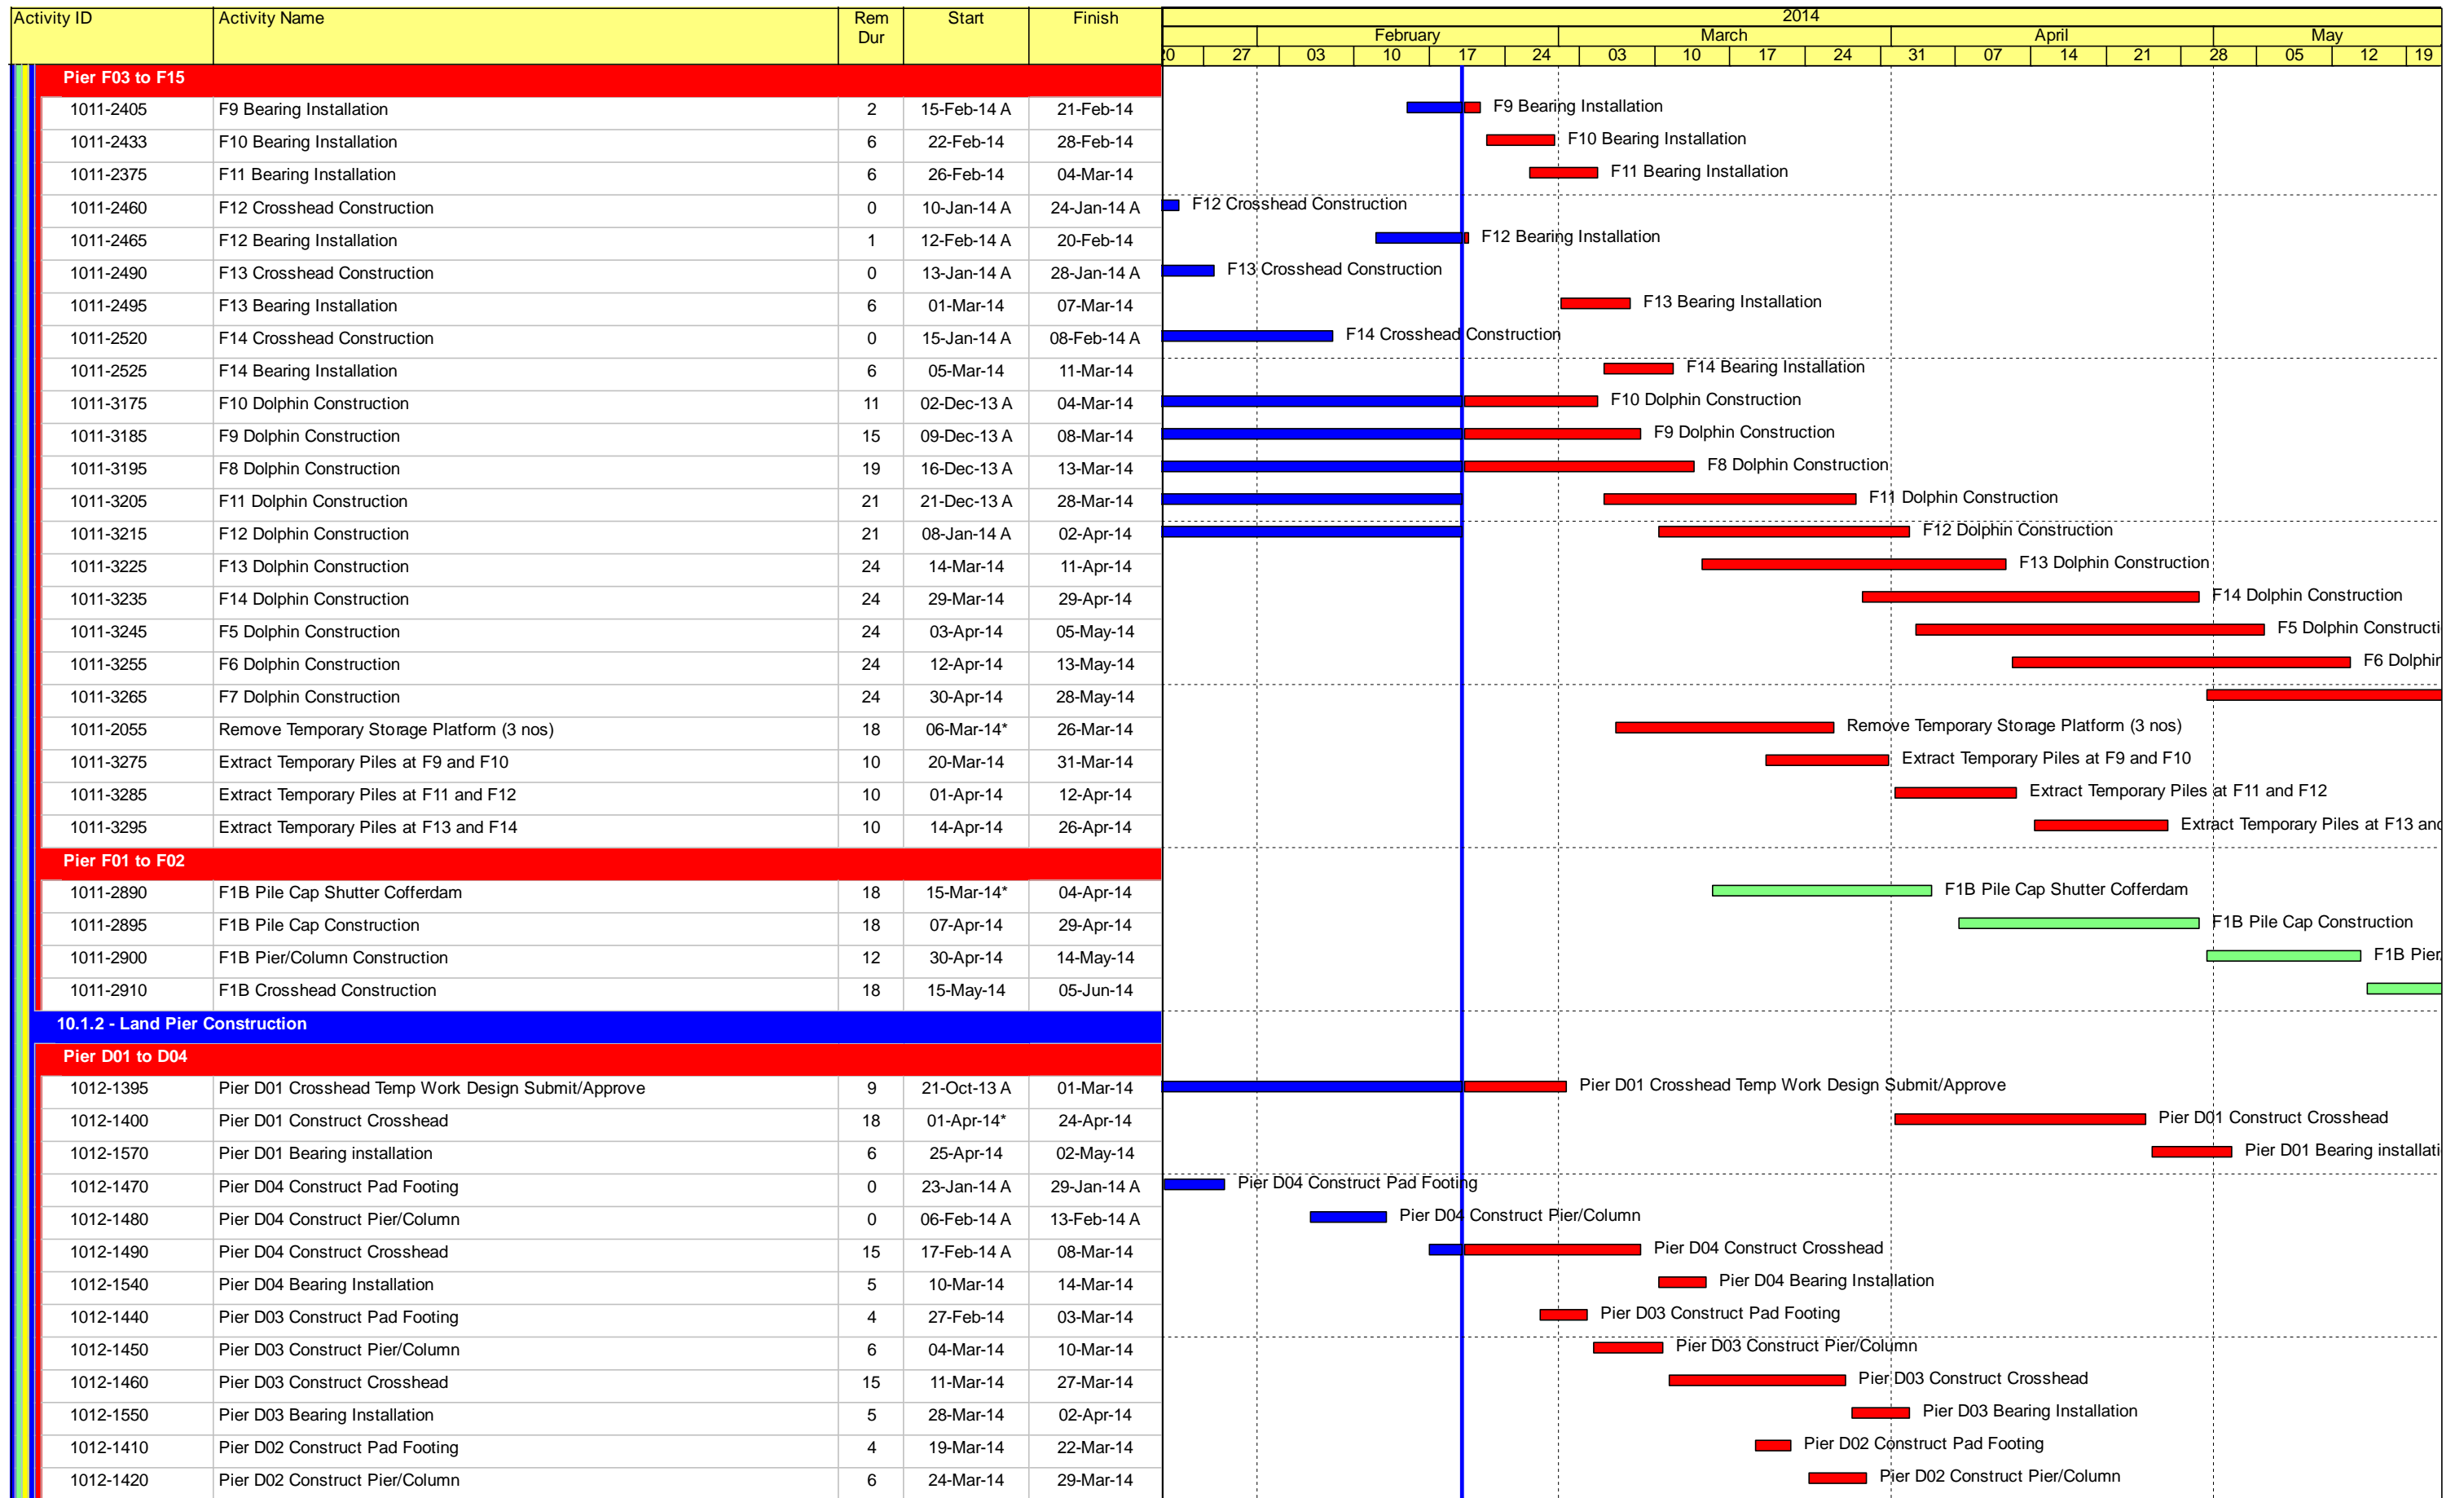 Activity ID Activity Name Rem Dur Start Finish 2014
February March April May
20 27 03 10 17 24 03 10 17 24 31 07 14 21 28 05 12 19
Pier F03 to F15
1011-2405 F9 Bearing Installation 2 15-Feb-14 A 21-Feb-14 F9 Bearing Installation
1011-2433 F10 Bearing Installation 6 22-Feb-14 28-Feb-14 F10 Bearing Installation
1011-2375 F11 Bearing Installation 6 26-Feb-14 04-Mar-14 F11 Bearing Installation
1011-2460 F12 Crosshead Construction 0 10-Jan-14 A 24-Jan-14 A F12 Crosshead Construction
1011-2465 F12 Bearing Installation 1 12-Feb-14 A 20-Feb-14 F12 Bearing Installation
1011-2490 F13 Crosshead Construction 0 13-Jan-14 A 28-Jan-14 A F13 Crosshead Construction
1011-2495 F13 Bearing Installation 6 01-Mar-14 07-Mar-14 F13 Bearing Installation
1011-2520 F14 Crosshead Construction 0 15-Jan-14 A 08-Feb-14 A F14 Crosshead Construction
1011-2525 F14 Bearing Installation 6 05-Mar-14 11-Mar-14 F14 Bearing Installation
1011-3175 F10 Dolphin Construction 11 02-Dec-13 A 04-Mar-14 F10 Dolphin Construction
1011-3185 F9 Dolphin Construction 15 09-Dec-13 A 08-Mar-14 F9 Dolphin Construction
1011-3195 F8 Dolphin Construction 19 16-Dec-13 A 13-Mar-14 F8 Dolphin Construction
1011-3205 F11 Dolphin Construction 21 21-Dec-13 A 28-Mar-14 F11 Dolphin Construction
1011-3215 F12 Dolphin Construction 21 08-Jan-14 A 02-Apr-14 F12 Dolphin Construction
1011-3225 F13 Dolphin Construction 24 14-Mar-14 11-Apr-14 F13 Dolphin Construction
1011-3235 F14 Dolphin Construction 24 29-Mar-14 29-Apr-14 F14 Dolphin Construction
1011-3245 F5 Dolphin Construction 24 03-Apr-14 05-May-14 F5 Dolphin Constructi
1011-3255 F6 Dolphin Construction 24 12-Apr-14 13-May-14 F6 Dolphin
1011-3265 F7 Dolphin Construction 24 30-Apr-14 28-May-14
1011-2055 Remove Temporary Storage Platform (3 nos) 18 06-Mar-14* 26-Mar-14 Remove Temporary Storage Platform (3 nos)
1011-3275 Extract Temporary Piles at F9 and F10 10 20-Mar-14 31-Mar-14 Extract Temporary Piles at F9 and F10
1011-3285 Extract Temporary Piles at F11 and F12 10 01-Apr-14 12-Apr-14 Extract Temporary Piles at F11 and F12
1011-3295 Extract Temporary Piles at F13 and F14 10 14-Apr-14 26-Apr-14 Extract Temporary Piles at F13 and
Pier F01 to F02
1011-2890 F1B Pile Cap Shutter Cofferdam 18 15-Mar-14* 04-Apr-14 F1B Pile Cap Shutter Cofferdam
1011-2895 F1B Pile Cap Construction 18 07-Apr-14 29-Apr-14 F1B Pile Cap Construction
1011-2900 F1B Pier/Column Construction 12 30-Apr-14 14-May-14 F1B Pier/
1011-2910 F1B Crosshead Construction 18 15-May-14 05-Jun-14
10.1.2 - Land Pier Construction
Pier D01 to D04
1012-1395 Pier D01 Crosshead Temp Work Design Submit/Approve 9 21-Oct-13 A 01-Mar-14 Pier D01 Crosshead Temp Work Design Submit/Approve
1012-1400 Pier D01 Construct Crosshead 18 01-Apr-14* 24-Apr-14 Pier D01 Construct Crosshead
1012-1570 Pier D01 Bearing installation 6 25-Apr-14 02-May-14 Pier D01 Bearing installati
1012-1470 Pier D04 Construct Pad Footing 0 23-Jan-14 A 29-Jan-14 A Pier D04 Construct Pad Footing
1012-1480 Pier D04 Construct Pier/Column 0 06-Feb-14 A 13-Feb-14 A Pier D04 Construct Pier/Column
1012-1490 Pier D04 Construct Crosshead 15 17-Feb-14 A 08-Mar-14 Pier D04 Construct Crosshead
1012-1540 Pier D04 Bearing Installation 5 10-Mar-14 14-Mar-14 Pier D04 Bearing Installation
1012-1440 Pier D03 Construct Pad Footing 4 27-Feb-14 03-Mar-14 Pier D03 Construct Pad Footing
1012-1450 Pier D03 Construct Pier/Column 6 04-Mar-14 10-Mar-14 Pier D03 Construct Pier/Column
1012-1460 Pier D03 Construct Crosshead 15 11-Mar-14 27-Mar-14 Pier D03 Construct Crosshead
1012-1550 Pier D03 Bearing Installation 5 28-Mar-14 02-Apr-14 Pier D03 Bearing Installation
1012-1410 Pier D02 Construct Pad Footing 4 19-Mar-14 22-Mar-14 Pier D02 Construct Pad Footing
1012-1420 Pier D02 Construct Pier/Column 6 24-Mar-14 29-Mar-14 Pier D02 Construct Pier/Column